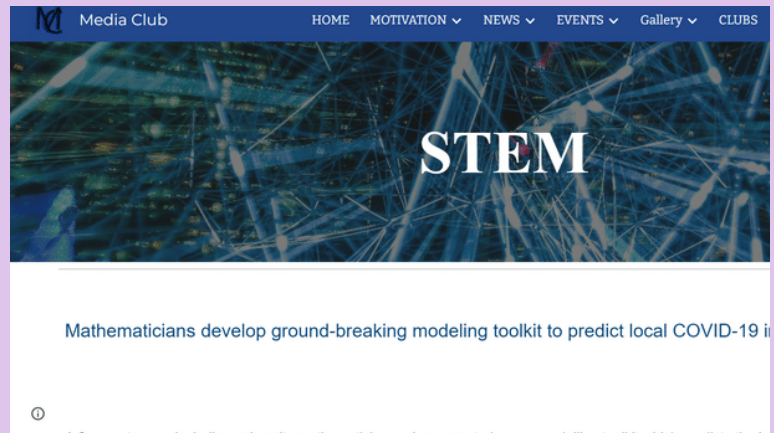 Media Club HOME MOTIVATION NEWS EVENTS Gallery CLUBS
STEM
Mathematicians develop ground-breaking modeling toolkit to predict local COVID-19